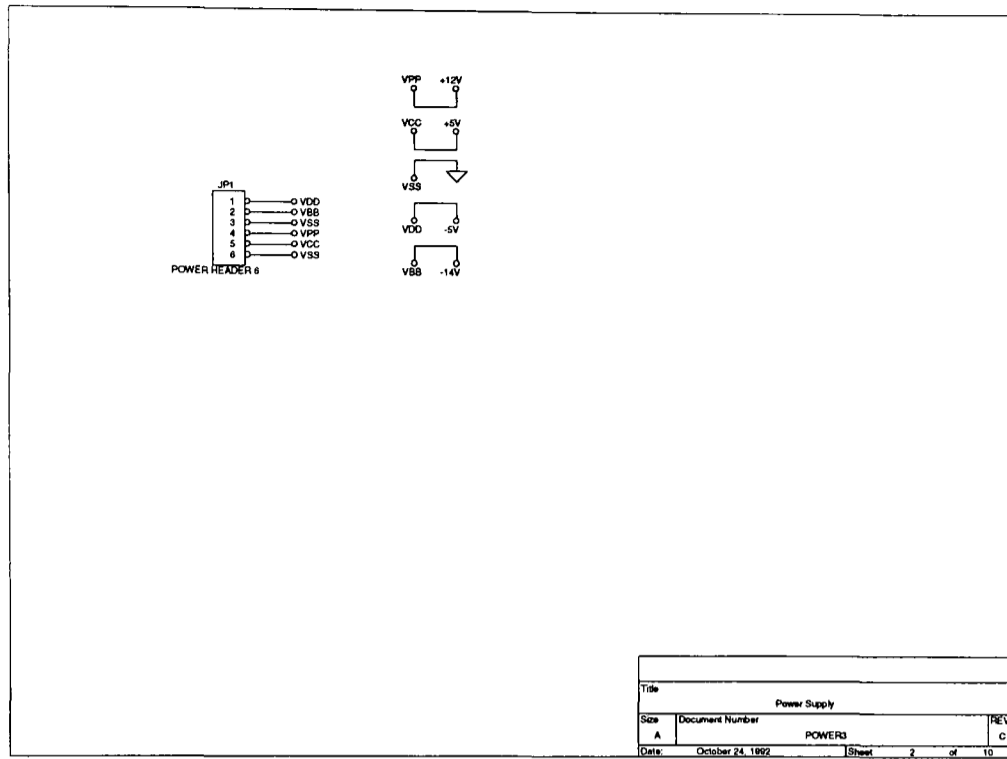 VPP +12V
VCC +5V
VSS
VDD -5V
VBB -14V
JP1
1 VDD
2 VBB
3 VSS
4 VPP
5 VCC
6 VSS
POWER HEADER 6
Title
Power Supply
Size Document Number REV
A POWER3 C
Date: October 24, 1992 Sheet 2 of 10